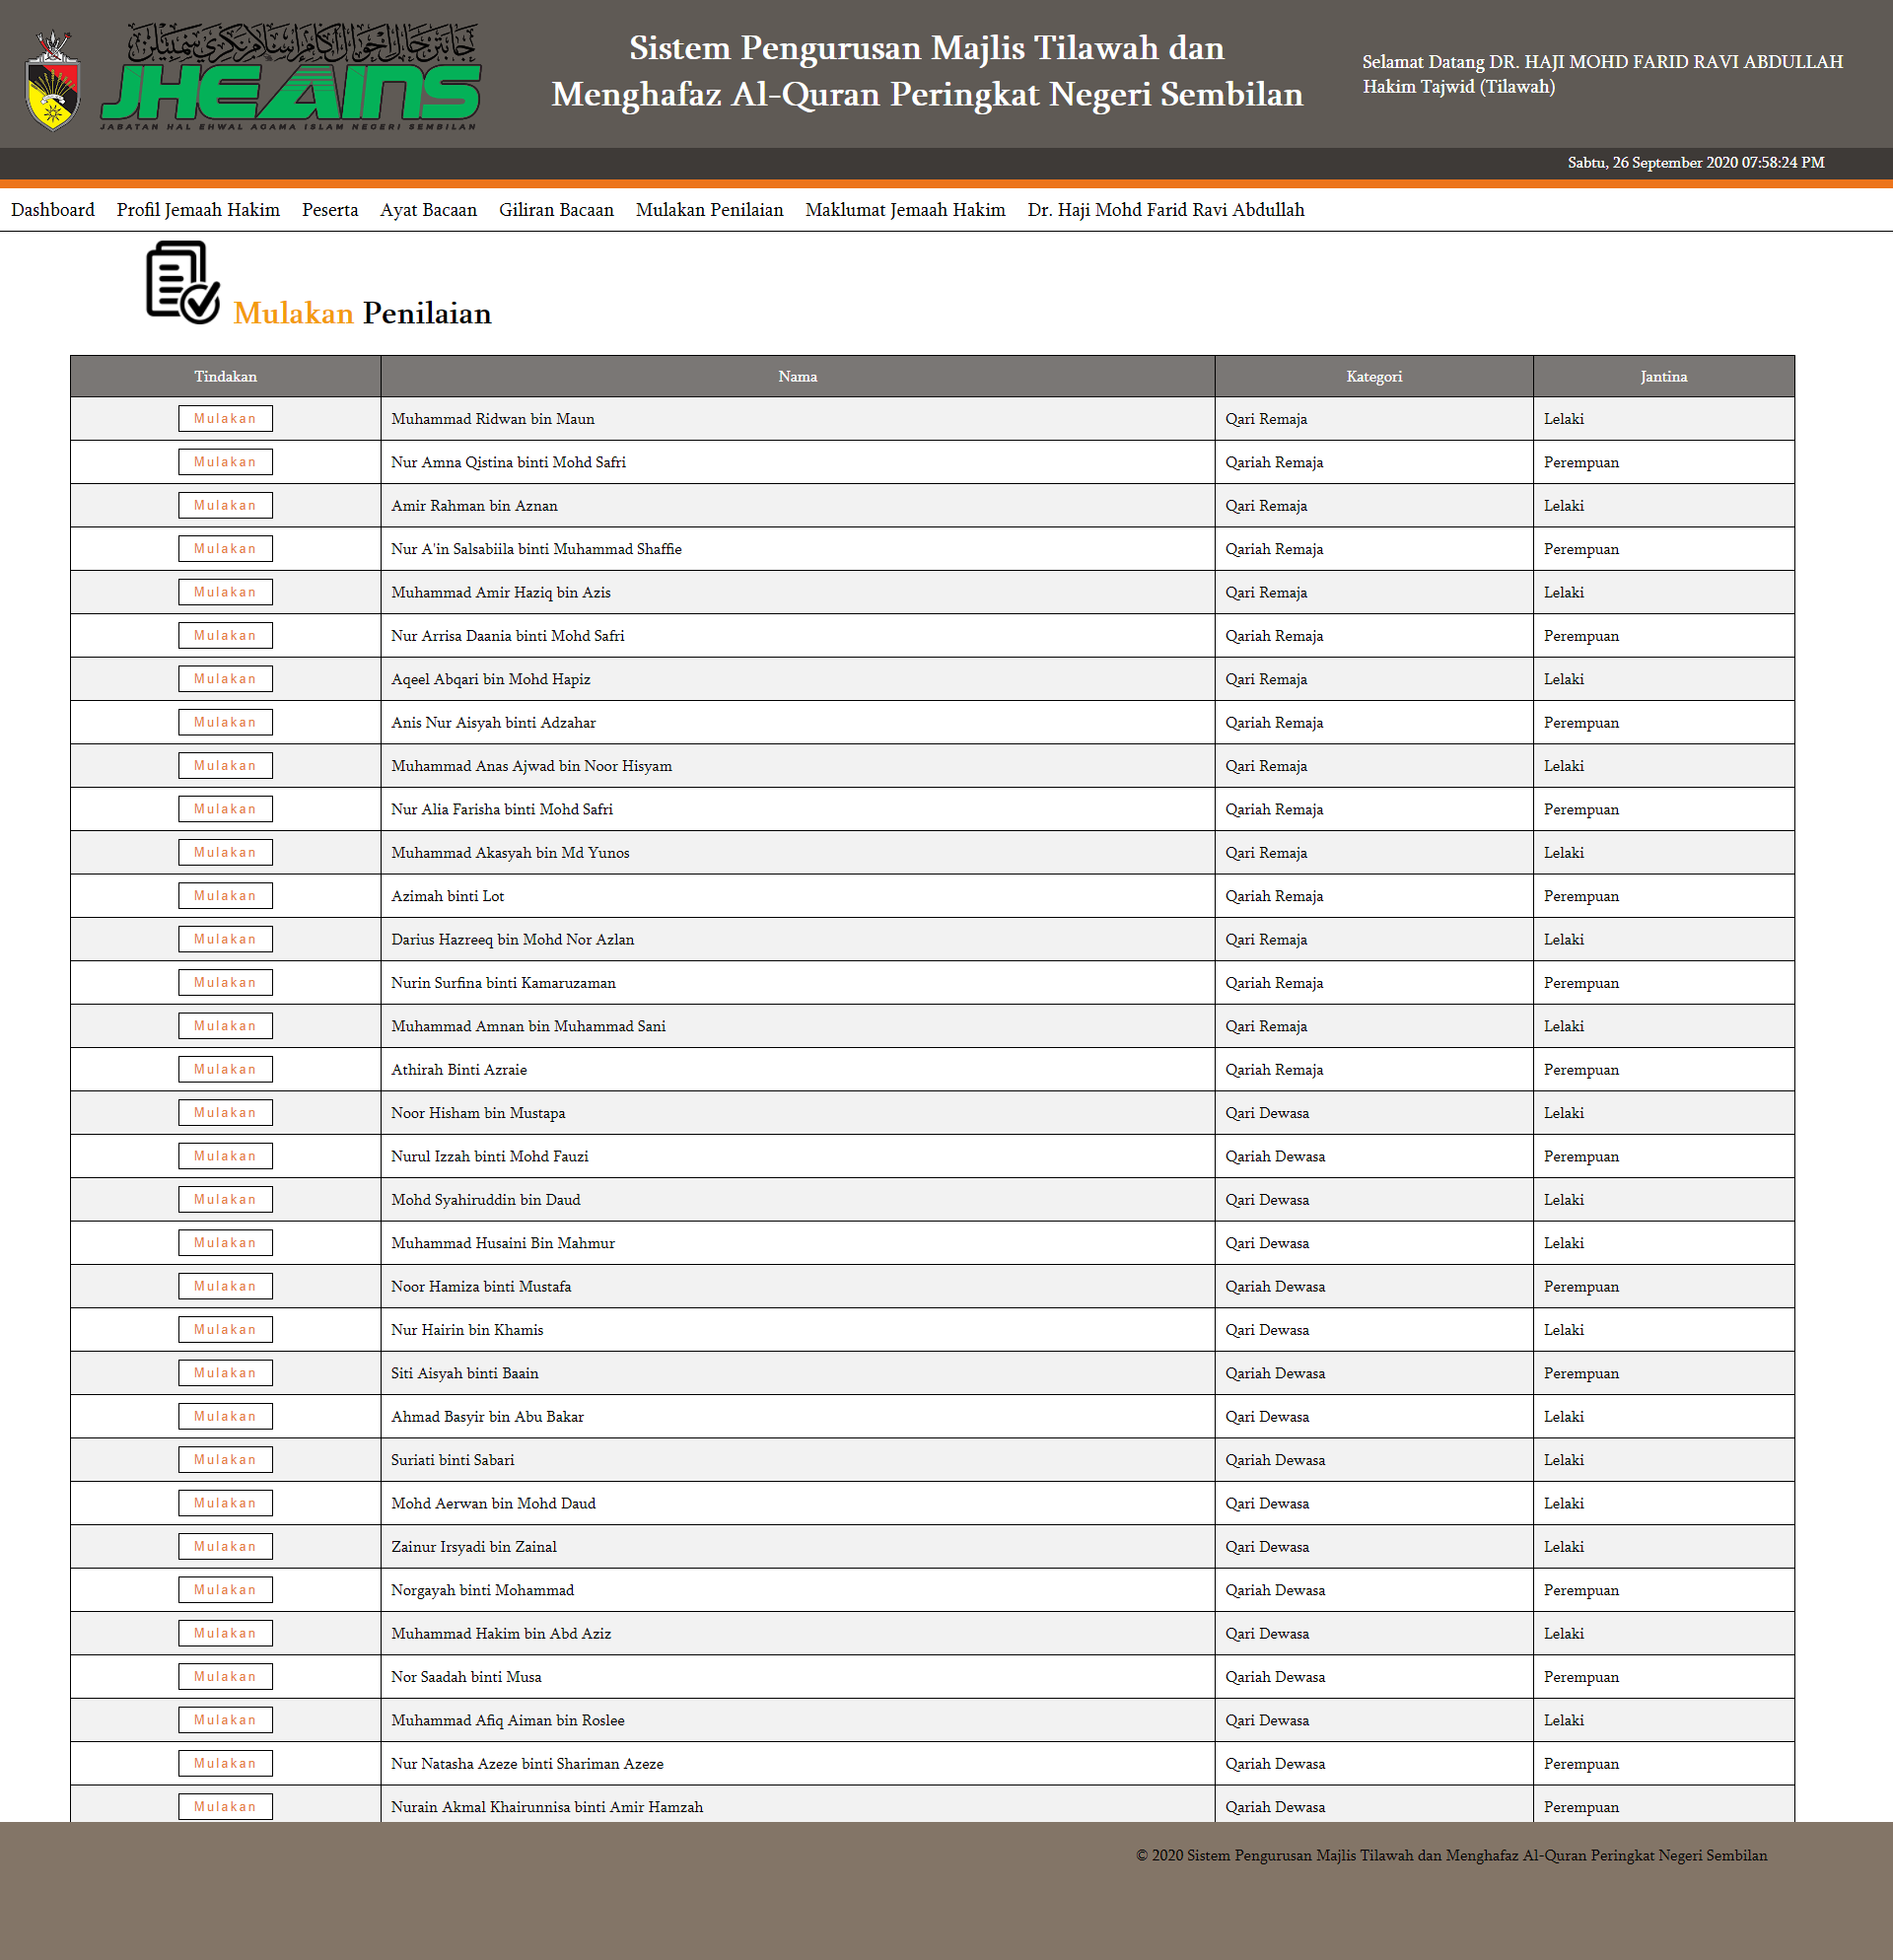 جابتن حال احوال اݢام اسلام نݢري سمبيلن
JHEAINS
JABATAN HAL EHWAL AGAMA ISLAM NEGERI SEMBILAN
Sistem Pengurusan Majlis Tilawah dan
Menghafaz Al-Quran Peringkat Negeri Sembilan
Selamat Datang DR. HAJI MOHD FARID RAVI ABDULLAH
Hakim Tajwid (Tilawah)
Sabtu, 26 September 2020 07:58:24 PM
Dashboard Profil Jemaah Hakim Peserta Ayat Bacaan Giliran Bacaan Mulakan Penilaian Maklumat Jemaah Hakim Dr. Haji Mohd Farid Ravi Abdullah
Mulakan Penilaian
Tindakan Nama Kategori Jantina
Mulakan Muhammad Ridwan bin Maun Qari Remaja Lelaki
Mulakan Nur Amna Qistina binti Mohd Safri Qariah Remaja Perempuan
Mulakan Amir Rahman bin Aznan Qari Remaja Lelaki
Mulakan Nur A'in Salsabiila binti Muhammad Shaffie Qariah Remaja Perempuan
Mulakan Muhammad Amir Haziq bin Azis Qari Remaja Lelaki
Mulakan Nur Arrisa Daania binti Mohd Safri Qariah Remaja Perempuan
Mulakan Aqeel Abqari bin Mohd Hapiz Qari Remaja Lelaki
Mulakan Anis Nur Aisyah binti Adzahar Qariah Remaja Perempuan
Mulakan Muhammad Anas Ajwad bin Noor Hisyam Qari Remaja Lelaki
Mulakan Nur Alia Farisha binti Mohd Safri Qariah Remaja Perempuan
Mulakan Muhammad Akasyah bin Md Yunos Qari Remaja Lelaki
Mulakan Azimah binti Lot Qariah Remaja Perempuan
Mulakan Darius Hazreeq bin Mohd Nor Azlan Qari Remaja Lelaki
Mulakan Nurin Surfina binti Kamaruzaman Qariah Remaja Perempuan
Mulakan Muhammad Amnan bin Muhammad Sani Qari Remaja Lelaki
Mulakan Athirah Binti Azraie Qariah Remaja Perempuan
Mulakan Noor Hisham bin Mustapa Qari Dewasa Lelaki
Mulakan Nurul Izzah binti Mohd Fauzi Qariah Dewasa Perempuan
Mulakan Mohd Syahiruddin bin Daud Qari Dewasa Lelaki
Mulakan Muhammad Husaini Bin Mahmur Qari Dewasa Lelaki
Mulakan Noor Hamiza binti Mustafa Qariah Dewasa Perempuan
Mulakan Nur Hairin bin Khamis Qari Dewasa Lelaki
Mulakan Siti Aisyah binti Baain Qariah Dewasa Perempuan
Mulakan Ahmad Basyir bin Abu Bakar Qari Dewasa Lelaki
Mulakan Suriati binti Sabari Qariah Dewasa Lelaki
Mulakan Mohd Aerwan bin Mohd Daud Qari Dewasa Lelaki
Mulakan Zainur Irsyadi bin Zainal Qari Dewasa Lelaki
Mulakan Norgayah binti Mohammad Qariah Dewasa Perempuan
Mulakan Muhammad Hakim bin Abd Aziz Qari Dewasa Lelaki
Mulakan Nor Saadah binti Musa Qariah Dewasa Perempuan
Mulakan Muhammad Afiq Aiman bin Roslee Qari Dewasa Lelaki
Mulakan Nur Natasha Azeze binti Shariman Azeze Qariah Dewasa Perempuan
Mulakan Nurain Akmal Khairunnisa binti Amir Hamzah Qariah Dewasa Perempuan
© 2020 Sistem Pengurusan Majlis Tilawah dan Menghafaz Al-Quran Peringkat Negeri Sembilan